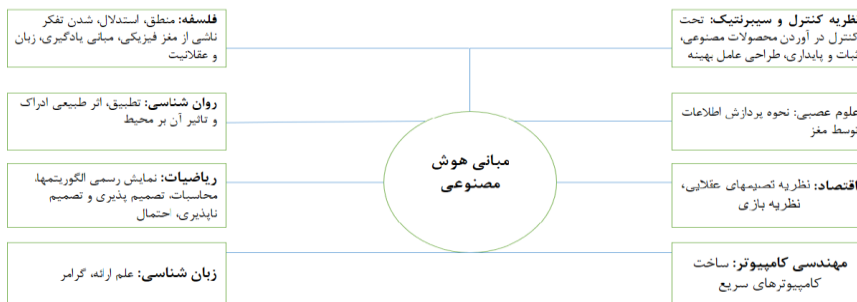 نظریه کنترل و سیبرنتیک: تحت
کنترل در آوردن محصولات مصنوعی،
ثبات و پایداری، طراحی عامل بهینه
علوم عصبی: نحوه پردازش اطلاعات
توسط مغز
اقتصاد: نظریه تصیمهای عقلایی،
نظریه بازی
مهندسی کامپیوتر: ساخت
کامپیوترهای سریع
مبانی هوش
مصنوعی
فلسفه: منطق، استدلال، شدن تفکر
ناشی از مغز فیزیکی، مبانی یادگیری، زبان
و عقلانیت
روان شناسی: تطبیق، اثر طبیعی ادراک
و تاثیر آن بر محیط
ریاضیات: نمایش رسمی الگوریتمها،
محاسبات، تصمیم پذیری و تصمیم
ناپذیری، احتمال
زبان شناسی: علم ارائه، گرامر